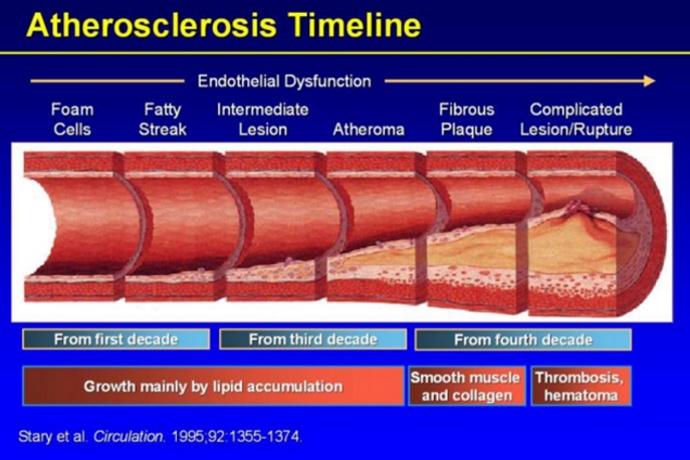 Atherosclerosis Timeline
Endothelial Dysfunction
Foam Cells
Fatty Streak
Intermediate Lesion
Atheroma
Fibrous Plaque
Complicated Lesion/Rupture
From first decade
From third decade
From fourth decade
Growth mainly by lipid accumulation
Smooth muscle and collagen
Thrombosis, hematoma
Stary et al. Circulation. 1995;92:1355-1374.